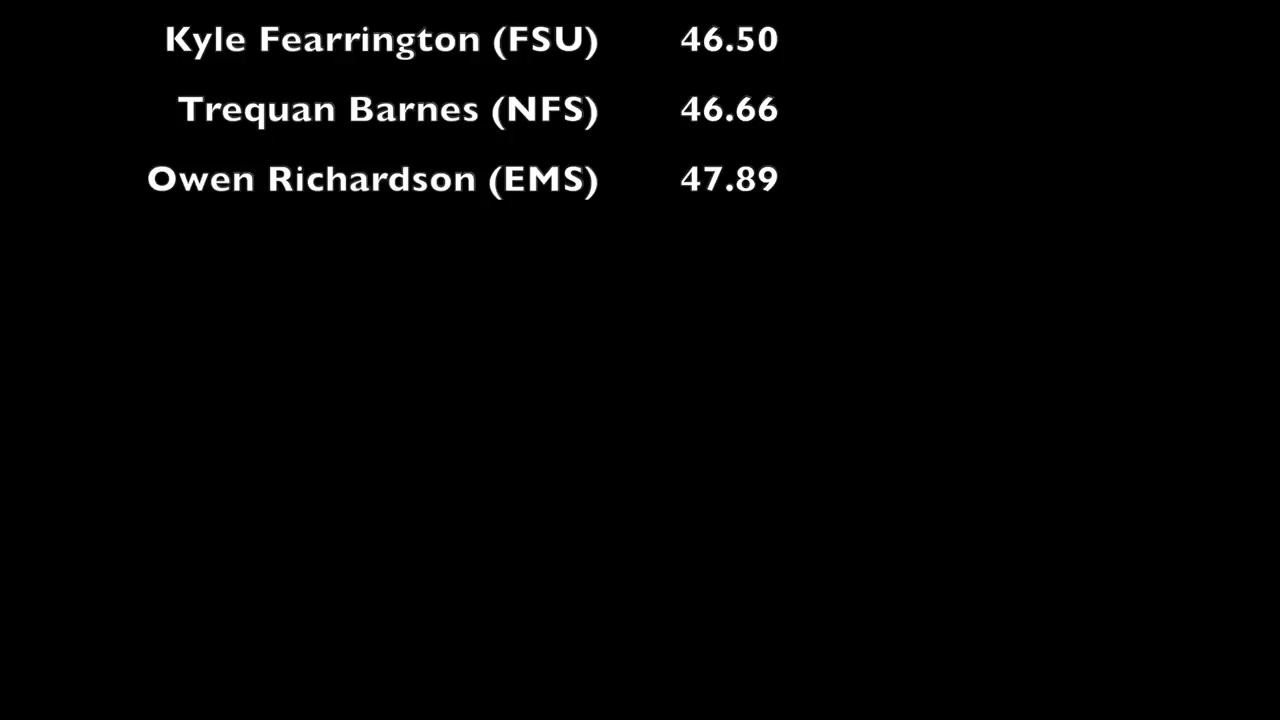 Kyle Fearrington (FSU) 46.50
Trequan Barnes (NFS) 46.66
Owen Richardson (EMS) 47.89